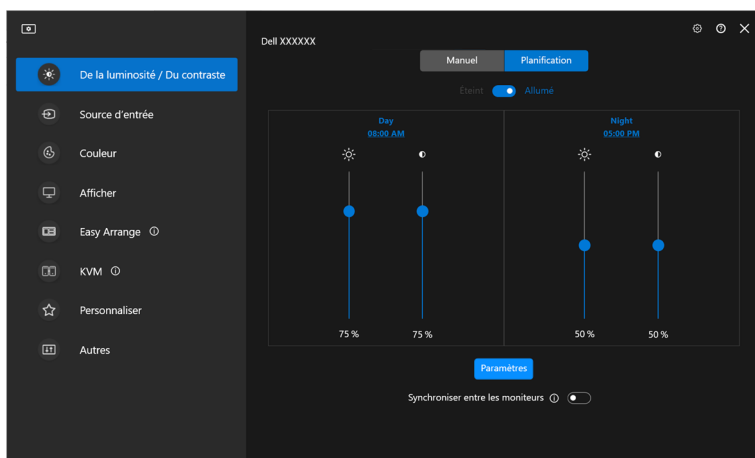 Dell XXXXXX
De la luminosité / Du contraste
Source d'entrée
Couleur
Afficher
Easy Arrange
KVM
Personnaliser
Autres
Manuel
Planification
Éteint
Allumé
Day
08:00 AM
75 %
75 %
Night
05:00 PM
50 %
50 %
Paramètres
Synchroniser entre les moniteurs